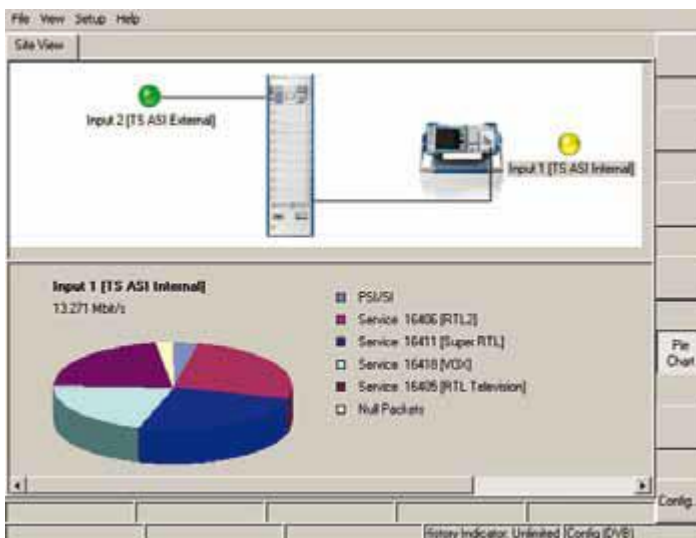 File View Setup Help
Site View
Input 2 [TS ASI External]
Input 1 [TS ASI Internal]
Input 1 [TS ASI Internal]
13.271 Mbit/s
PSI/SI
Service 16406 [RTL2]
Service 16411 [Super RTL]
Service 16418 [VOX]
Service 16405 [RTL Television]
Null Packets
Pie
Chart
Config.
History Indicator: Unlimited Config (DVB)